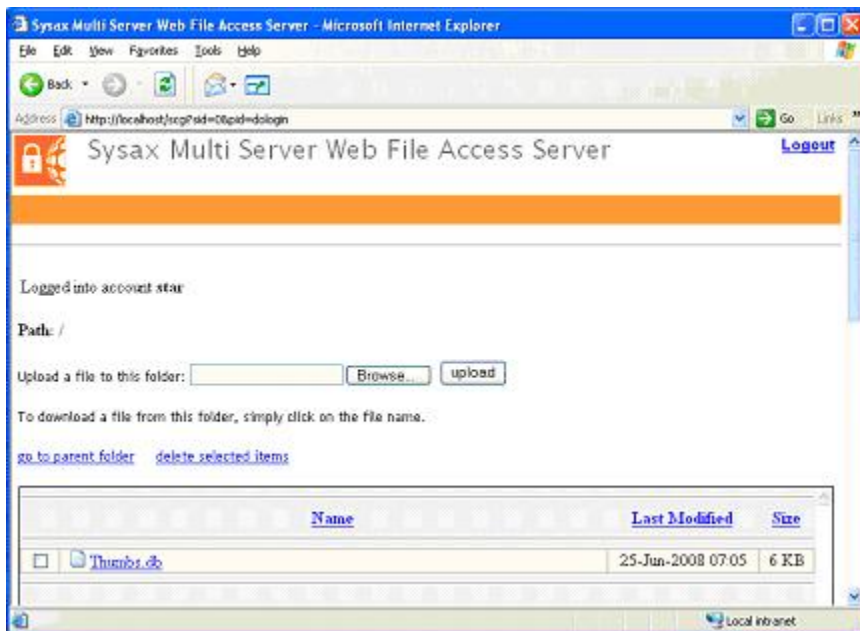 Sysax Multi Server Web File Access Server - Microsoft Internet Explorer
File Edit View Favorites Tools Help
Back
Address http://localhost/scgi?sid=0&pid=dologin Go Links »
Sysax Multi Server Web File Access Server Logout
Logged into account star
Path: /
Upload a file to this folder: Browse... upload
To download a file from this folder, simply click on the file name.
go to parent folder delete selected items
Name Last Modified Size
Thumbs.db 25-Jun-2008 07:05 6 KB
Local intranet